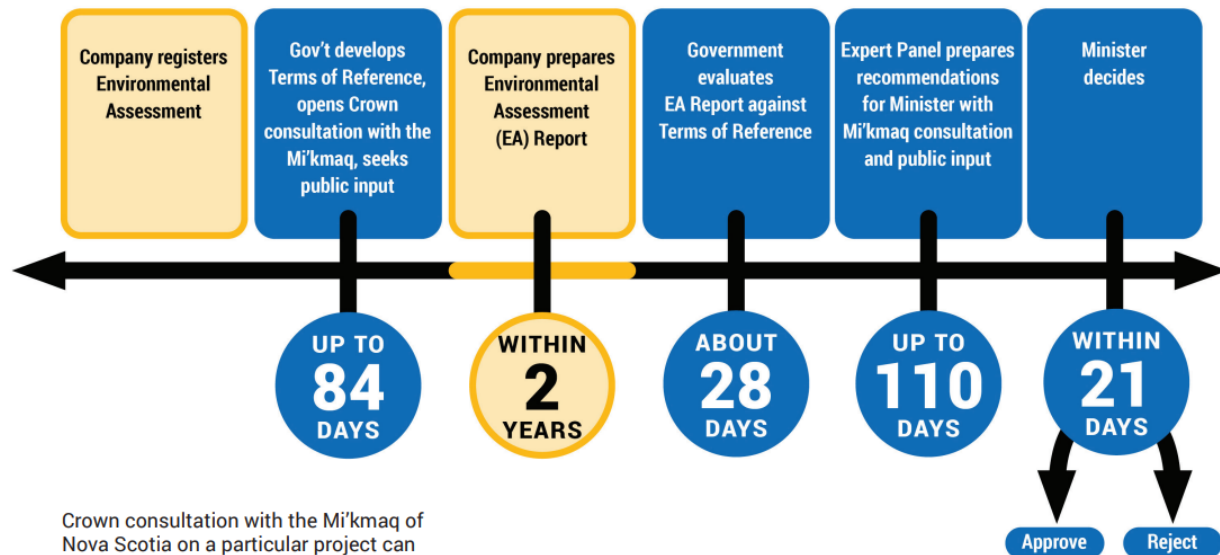 Company registers
Environmental
Assessment
Gov't develops
Terms of Reference,
opens Crown
consultation with the
Mi'kmaq, seeks
public input
Company prepares
Environmental
Assessment
(EA) Report
Government
evaluates
EA Report against
Terms of Reference
Expert Panel prepares
recommendations
for Minister with
Mi'kmaq consultation
and public input
Minister
decides
UP TO
84
DAYS
WITHIN
2
YEARS
ABOUT
28
DAYS
UP TO
110
DAYS
WITHIN
21
DAYS
Approve
Reject
Crown consultation with the Mi'kmaq of
Nova Scotia on a particular project can